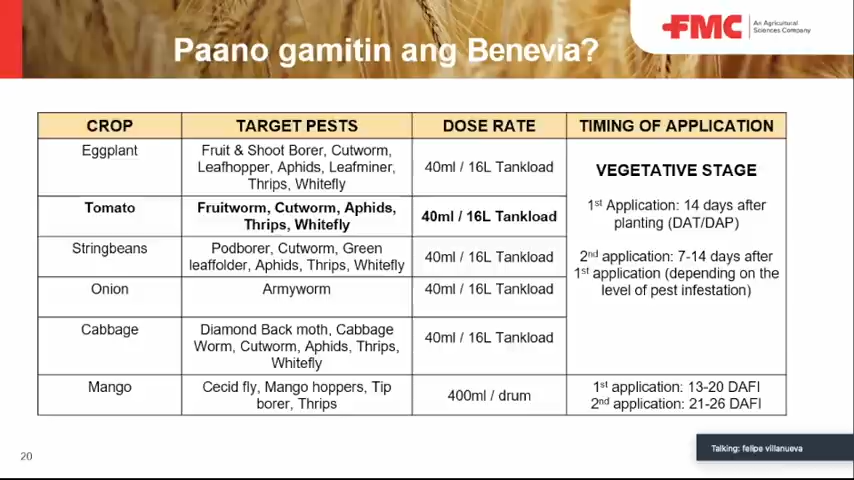 Paano gamitin ang Benevia?
FMC
An Agricultural
Sciences Company
CROP
TARGET PESTS
DOSE RATE
TIMING OF APPLICATION
Eggplant
Fruit & Shoot Borer, Cutworm,
Leafhopper, Aphids, Leafminer,
Thrips, Whitefly
40ml / 16L Tankload
VEGETATIVE STAGE
1st Application: 14 days after
planting (DAT/DAP)
2nd application: 7-14 days after
1st application (depending on the
level of pest infestation)
Tomato
Fruitworm, Cutworm, Aphids,
Thrips, Whitefly
40ml / 16L Tankload
Stringbeans
Podborer, Cutworm, Green
leaffolder, Aphids, Thrips, Whitefly
40ml / 16L Tankload
Onion
Armyworm
40ml / 16L Tankload
Cabbage
Diamond Back moth, Cabbage
Worm, Cutworm, Aphids, Thrips,
Whitefly
40ml / 16L Tankload
Mango
Cecid fly, Mango hoppers, Tip
borer, Thrips
400ml / drum
1st application: 13-20 DAFI
2nd application: 21-26 DAFI
20
Talking: felipe villanueva